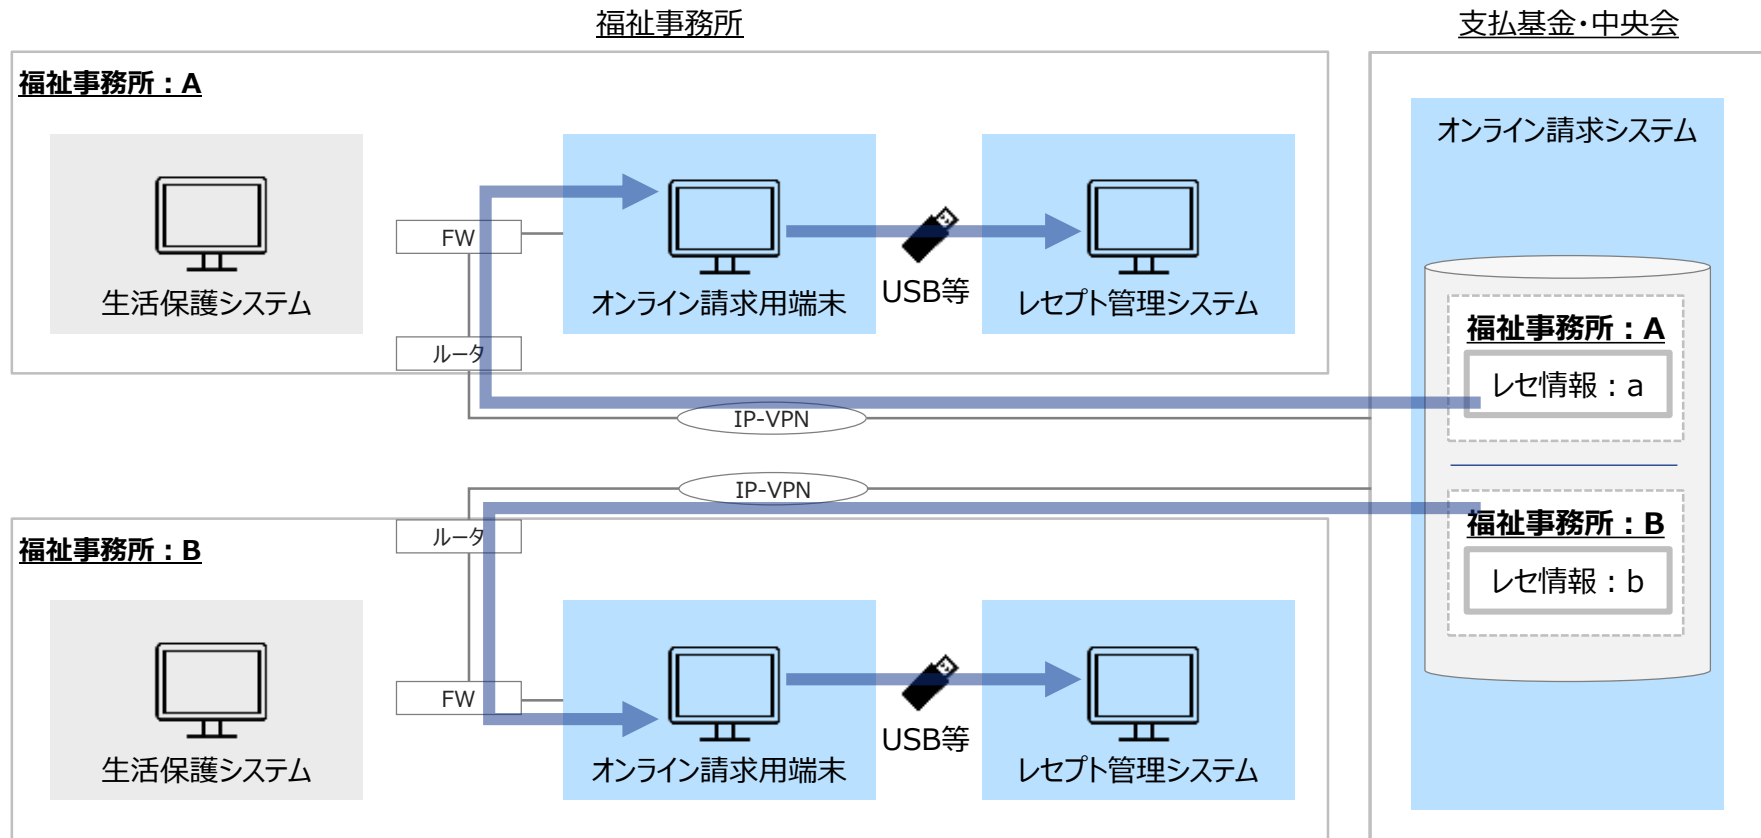 福祉事務所
支払基金・中央会
福祉事務所：A
生活保護システム
FW
ルータ
オンライン請求用端末
USB等
レセプト管理システム
IP-VPN
オンライン請求システム
福祉事務所：A
レセ情報：a
福祉事務所：B
レセ情報：b
IP-VPN
福祉事務所：B
ルータ
FW
生活保護システム
オンライン請求用端末
USB等
レセプト管理システム